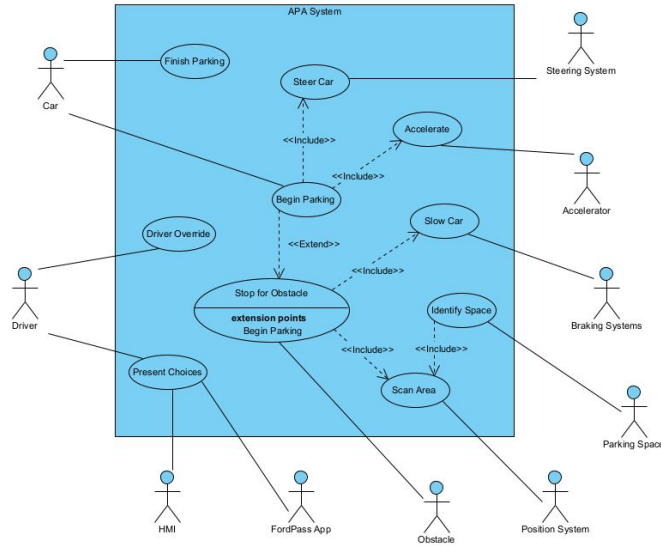 APA System
Finish Parking
Steer Car
Steering System
Car
<<Include>>
Accelerate
<<Include>>
Begin Parking
Accelerator
Driver Override
<<Extend>>
Slow Car
<<Include>>
Stop for Obstacle
extension points
Begin Parking
Identify Space
Driver
Braking Systems
<<Include>>
<<Include>>
Present Choices
Scan Area
Parking Space
HMI
FordPass App
Obstacle
Position System